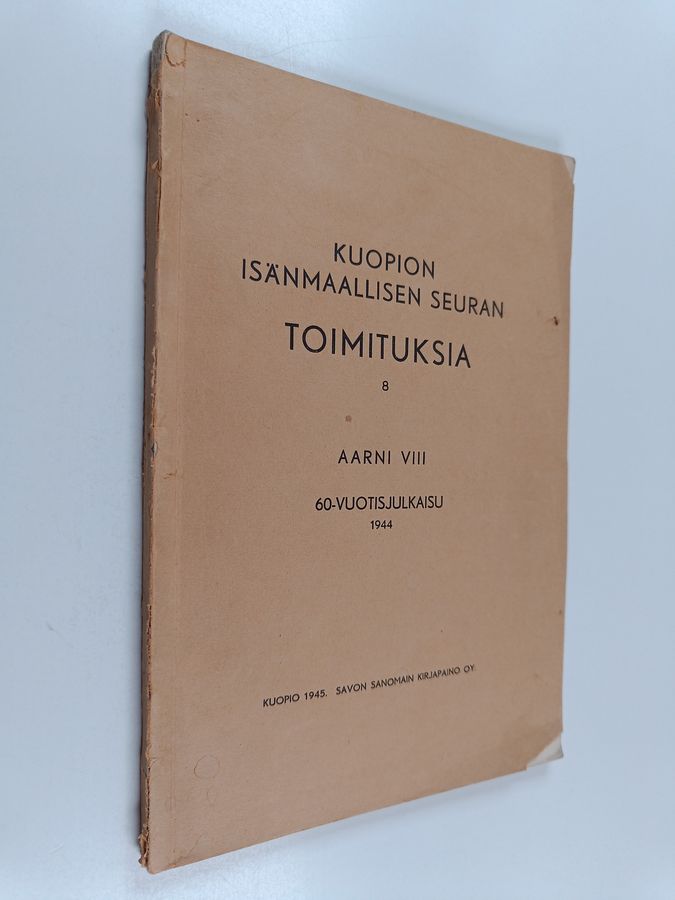 KUOPION
ISÄNMAALLISEN SEURAN
TOIMITUKSIA
8
AARNI VIII
60-VUOTISJULKAISU
1944
KUOPIO 1945. SAVON SANOMAIN KIRJAPAINO OY.